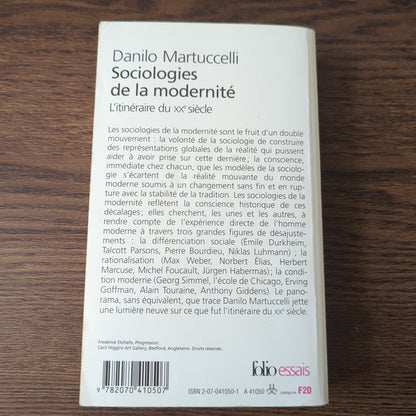 Danilo Martuccelli
Sociologies
de la modernité
L'itinéraire du XXᵉ siècle
Les sociologies de la modernité sont le fruit d'un double
mouvement : la volonté de la sociologie de construire
des représentations globales de la réalité qui puissent
aider à avoir prise sur cette dernière ; la conscience,
immédiate chez chacun, que les modèles de la sociolo-
gie s'écartent de la réalité mouvante du monde
moderne soumis à un changement sans fin et en rup-
ture avec la stabilité de la tradition. Les sociologies de
la modernité reflètent la conscience historique de ces
décalages ; elles cherchent, les unes et les autres, à
rendre compte de l'expérience directe de l'homme
moderne à travers trois grandes figures de désajuste-
ments : la différenciation sociale (Émile Durkheim,
Talcott Parsons, Pierre Bourdieu, Niklas Luhmann) ; la
rationalisation (Max Weber, Norbert Élias, Herbert
Marcuse, Michel Foucault, Jürgen Habermas) ; la condi-
tion moderne (Georg Simmel, l'école de Chicago, Erving
Goffman, Alain Touraine, Anthony Giddens). Le pano-
rama, sans équivalent, que trace Danilo Martuccelli jette
une lumière neuve sur ce que fut l'itinéraire du XXᵉ siècle.
Frederick Etchells, Progression.
Cecil Higgins Art Gallery, Bedford, Angleterre. Droits réservés.
9 782070 410507
folio essais
ISBN 2-07-041050-1 A 41050 catégorie F20